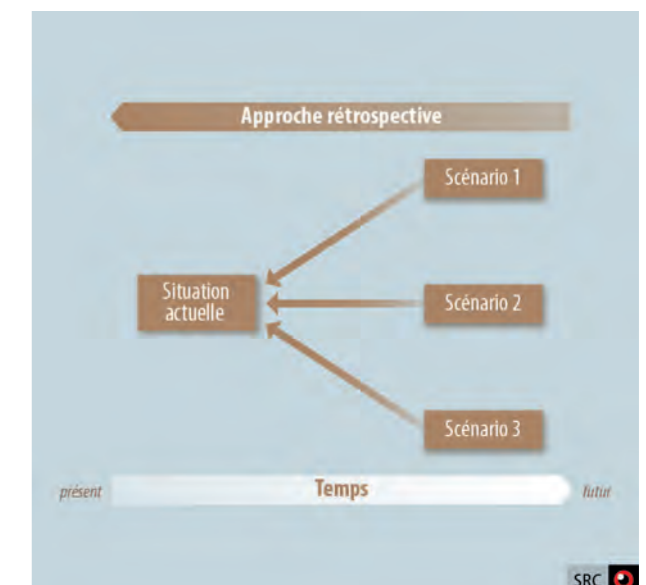 Approche rétrospective
Scénario 1
Situation
actuelle
Scénario 2
Scénario 3
présent
Temps
futur
SRC